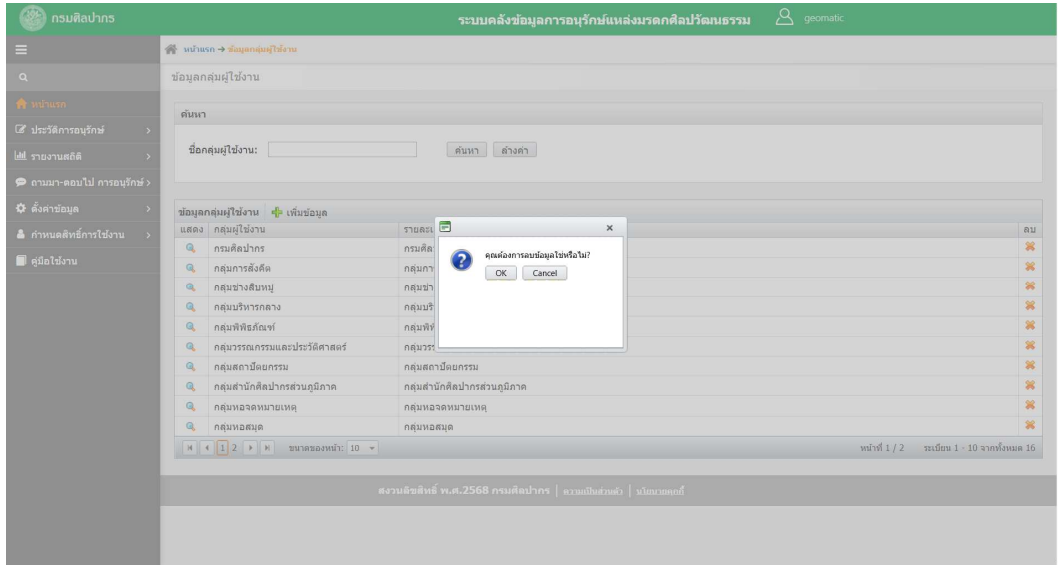 กรมศิลปากร
ระบบคลังข้อมูลการอนุรักษ์แหล่งมรดกศิลปวัฒนธรรม geomatic
หน้าแรก → ข้อมูลกลุ่มผู้ใช้งาน
ข้อมูลกลุ่มผู้ใช้งาน
หน้าแรก
ประวัติการอนุรักษ์
รายงานสถิติ
ถามมา-ตอบไป การอนุรักษ์
ตั้งค่าข้อมูล
กำหนดสิทธิ์การใช้งาน
คู่มือใช้งาน
ค้นหา
ชื่อกลุ่มผู้ใช้งาน: ค้นหา ล้างค่า
ข้อมูลกลุ่มผู้ใช้งาน เพิ่มข้อมูล
แสดง กลุ่มผู้ใช้งาน ลบ
กรมศิลปากร
กลุ่มการสังคีต
กลุ่มช่างสิบหมู่
กลุ่มบริหารกลาง
กลุ่มพิพิธภัณฑ์
กลุ่มวรรณกรรมและประวัติศาสตร์
กลุ่มสถาปัตยกรรม กลุ่มสถาปัตยกรรม
กลุ่มสำนักศิลปากรส่วนภูมิภาค กลุ่มสำนักศิลปากรส่วนภูมิภาค
กลุ่มหอจดหมายเหตุ กลุ่มหอจดหมายเหตุ
กลุ่มหอสมุด กลุ่มหอสมุด
คุณต้องการลบข้อมูลใช่หรือไม่?
OK Cancel
1 2 ขนาดของหน้า: 10 หน้าที่ 1 / 2 ระเบียน 1 - 10 จากทั้งหมด 16
สงวนลิขสิทธิ์ พ.ศ.2568 กรมศิลปากร | ความเป็นส่วนตัว | นโยบายคุกกี้